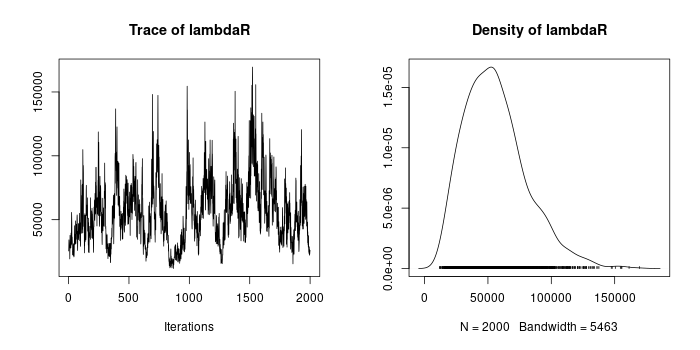 Trace of lambdaR
150000
100000
50000
0
500
1000
1500
2000
Iterations
Density of lambdaR
1.5e-05
1.0e-05
5.0e-06
0.0e+00
0
50000
100000
150000
N = 2000 Bandwidth = 5463